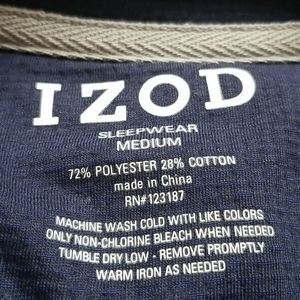 IZOD
SLEEPWEAR
MEDIUM
72% POLYESTER 28% COTTON
made in China
RN#123187
MACHINE WASH COLD WITH LIKE COLORS
ONLY NON-CHLORINE BLEACH WHEN NEEDED
TUMBLE DRY LOW - REMOVE PROMPTLY
WARM IRON AS NEEDED